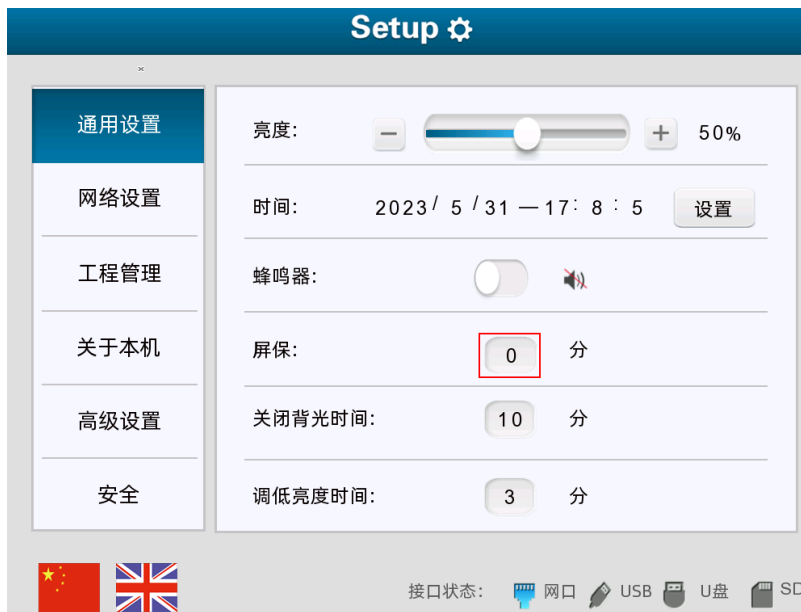 Setup
通用设置
网络设置
工程管理
关于本机
高级设置
安全
亮度: 50%
时间: 2023/ 5 /31 — 17: 8 : 5 设置
蜂鸣器:
屏保: 0 分
关闭背光时间: 10 分
调低亮度时间: 3 分
接口状态: 网口 USB U盘 SD